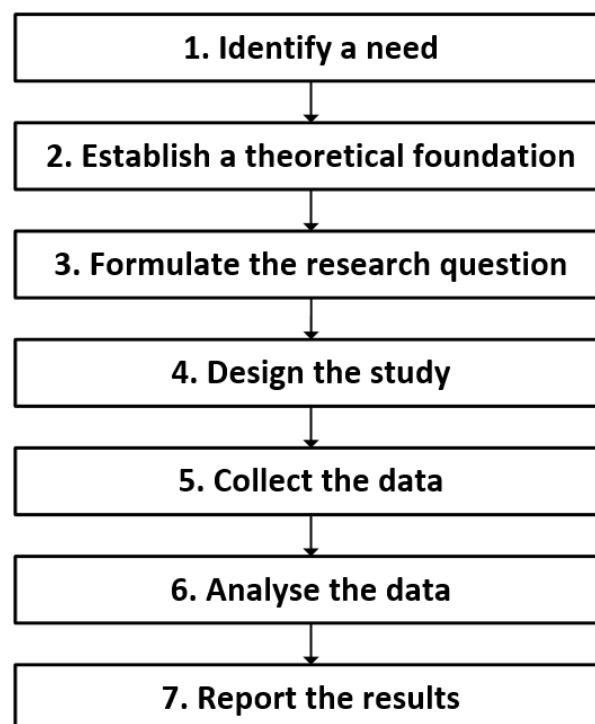 1. Identify a need
2. Establish a theoretical foundation
3. Formulate the research question
4. Design the study
5. Collect the data
6. Analyse the data
7. Report the results